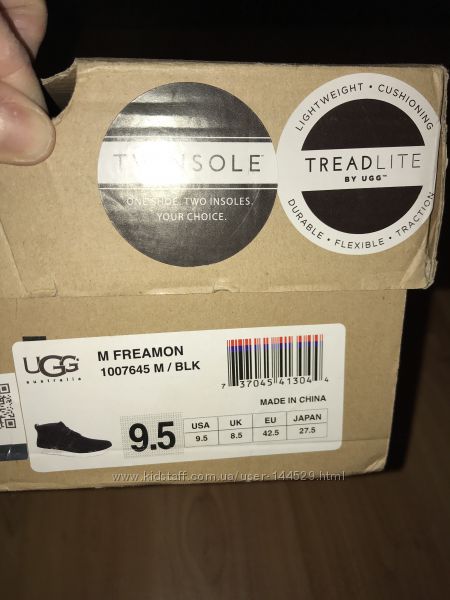 TWINSOLE
ONE SHOE. TWO INSOLES.
YOUR CHOICE.
LIGHTWEIGHT • CUSHIONING
TREADLITE
BY UGG™
DURABLE • FLEXIBLE • TRACTION
UGG
australia
M FREAMON
1007645 M / BLK
7 37045 41304 4
MADE IN CHINA
9.5
USA UK EU JAPAN
9.5 8.5 42.5 27.5
www.kidstaff.com.ua/user-144529.html